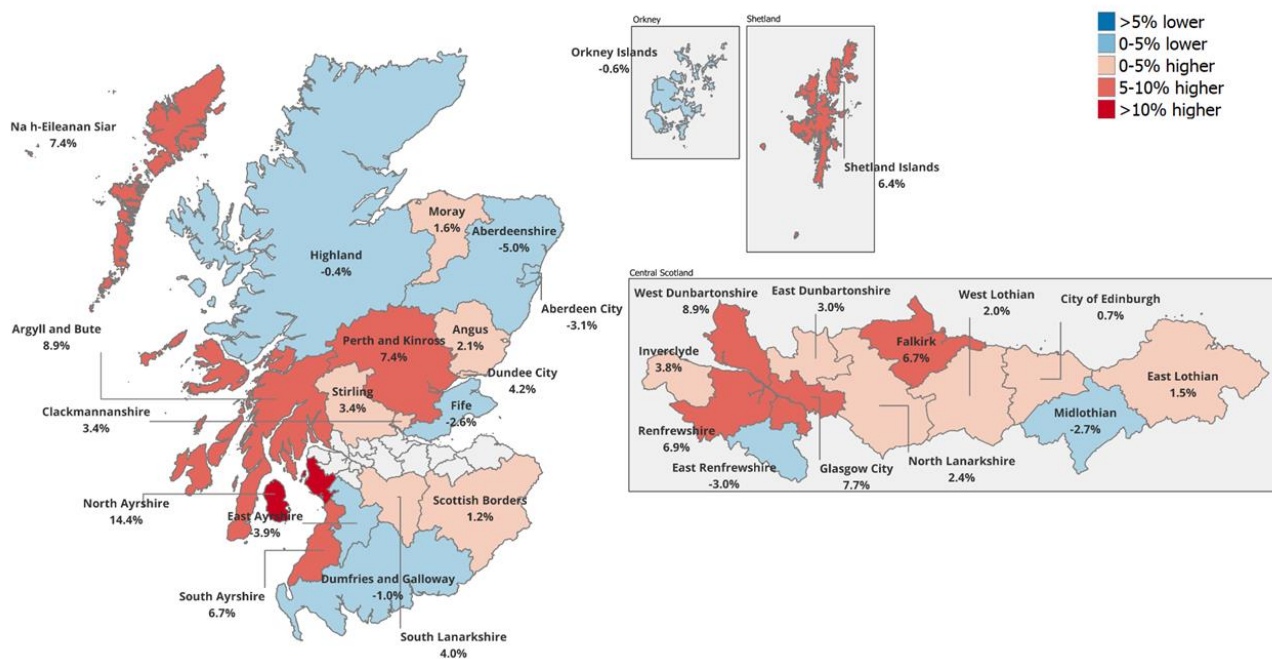 >5% lower
0-5% lower
0-5% higher
5-10% higher
>10% higher
Orkney
Orkney Islands
-0.6%
Shetland
Shetland Islands
6.4%
Na h-Eileanan Siar
7.4%
Moray
1.6%
Aberdeenshire
-5.0%
Highland
-0.4%
Aberdeen City
-3.1%
Argyll and Bute
8.9%
Perth and Kinross
7.4%
Angus
2.1%
Dundee City
4.2%
Stirling
3.4%
Clackmannanshire
3.4%
Fife
-2.6%
North Ayrshire
14.4%
East Ayrshire
-3.9%
Scottish Borders
1.2%
South Ayrshire
6.7%
Dumfries and Galloway
-1.0%
South Lanarkshire
4.0%
Central Scotland
West Dunbartonshire
8.9%
East Dunbartonshire
3.0%
West Lothian
2.0%
City of Edinburgh
0.7%
Inverclyde
3.8%
Falkirk
6.7%
East Lothian
1.5%
Midlothian
-2.7%
Renfrewshire
6.9%
East Renfrewshire
-3.0%
Glasgow City
7.7%
North Lanarkshire
2.4%